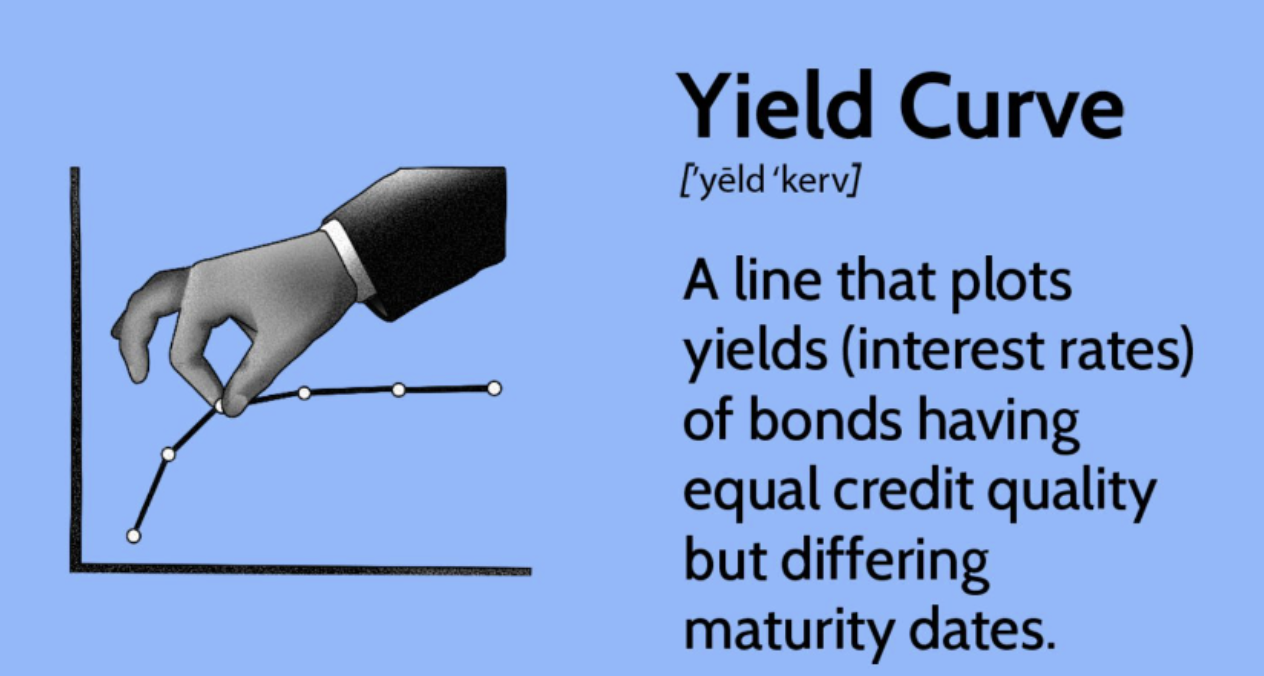 Yield Curve
['yēld ‘kerv]
A line that plots
yields (interest rates)
of bonds having
equal credit quality
but differing
maturity dates.